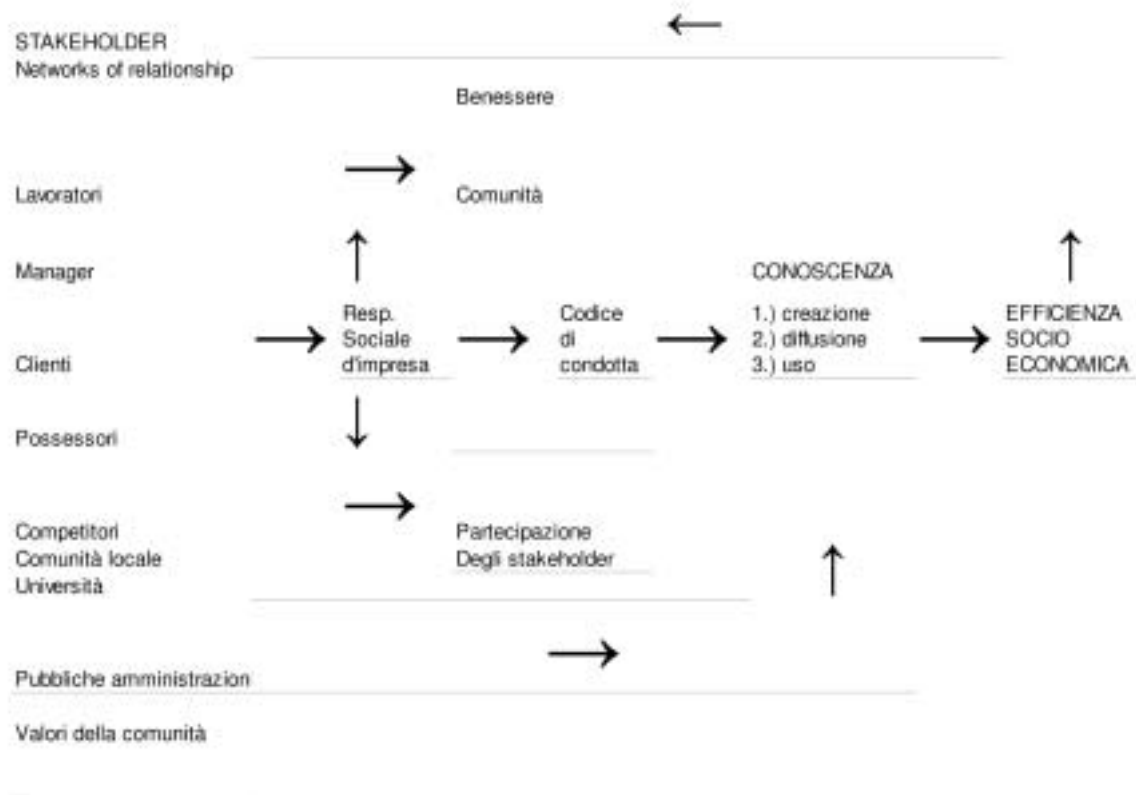 STAKEHOLDER
Networks of relationship
Benessere
Lavoratori
Comunità
Manager
CONOSCENZA
Resp.
Sociale
d'impresa
Codice
di
condotta
1.) creazione
2.) diffusione
3.) uso
EFFICIENZA
SOCIO
ECONOMICA
Clienti
Possessori
Competitori
Comunità locale
Università
Partecipazione
Degli stakeholder
Pubbliche amministrazion
Valori della comunità